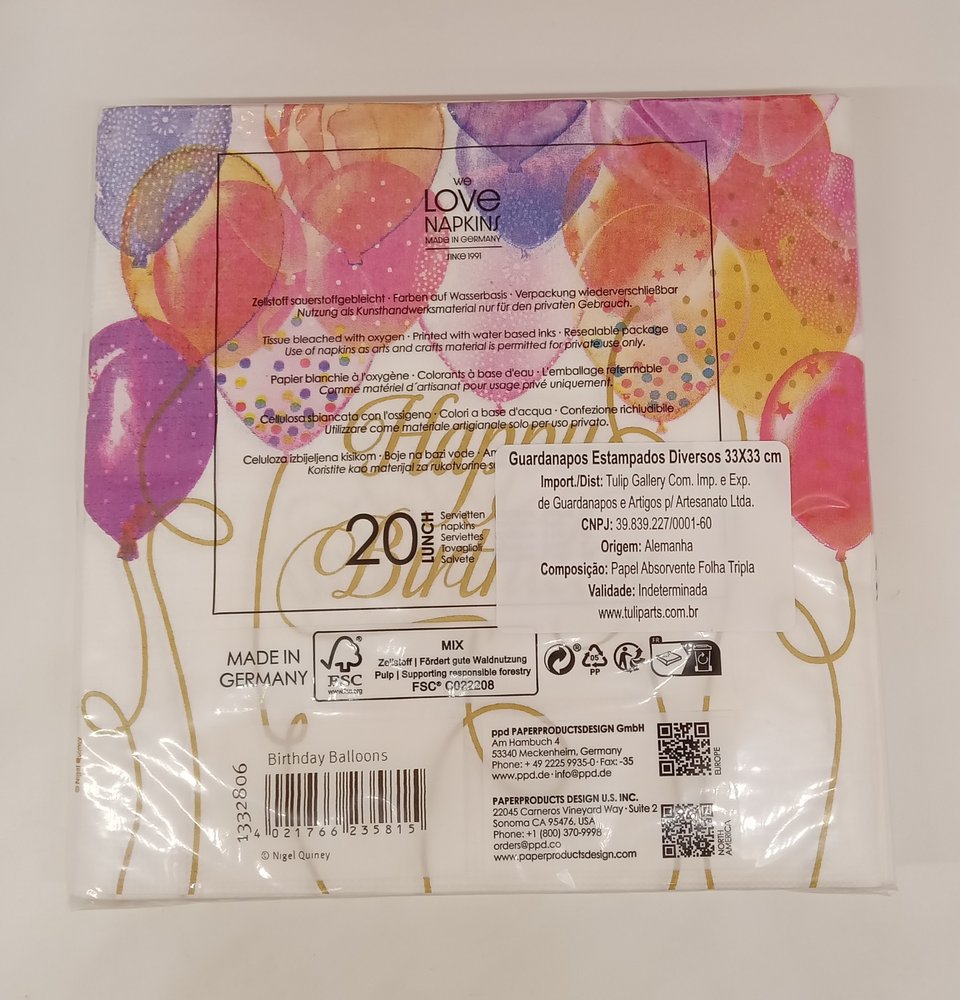 we
LOVE
NAPKINS
MADE IN GERMANY
SINCE 1991
Zellstoff sauerstoffgebleicht · Farben auf Wasserbasis · Verpackung wiederverschließbar
Nutzung als Kunsthandwerksmaterial nur für den privaten Gebrauch.
Tissue bleached with oxygen · Printed with water based inks · Resealable package
Use of napkins as arts and crafts material is permitted for private use only.
Papier blanchie à l'oxygène · Colorants à base d'eau · L'emballage refermable
Comme matériel d'artisanat pour usage privé uniquement.
Cellulosa sbiancata con l'ossigeno · Colori a base d'acqua · Confezione richiudibile
Utilizzare come materiale artigianale solo per uso privato.
Celuloza izbijeljena kisikom · Boje na bazi vode ·
Koristite kao materijal za rukotvorine
Happy
Birth
20 LUNCH
Servietten
napkins
Serviettes
Tovaglioli
Salvete
Guardanapos Estampados Diversos 33X33 cm
Import./Dist: Tulip Gallery Com. Imp. e Exp.
de Guardanapos e Artigos p/ Artesanato Ltda.
CNPJ: 39.839.227/0001-60
Origem: Alemanha
Composição: Papel Absorvente Folha Tripla
Validade: Indeterminada
www.tuliparts.com.br
MADE IN
GERMANY
FSC
www.fsc.org
MIX
Zellstoff | Fördert gute Waldnutzung
Pulp | Supporting responsible forestry
FSC® C022208
05
PP
FR
ppd PAPERPRODUCTSDESIGN GmbH
Am Hambuch 4
53340 Meckenheim, Germany
Phone: + 49 2225 9935-0 · Fax: -35
www.ppd.de · info@ppd.de
EUROPE
PAPERPRODUCTS DESIGN U.S. INC.
22045 Carneros Vineyard Way · Suite 2
Sonoma CA 95476, USA
Phone: +1 (800) 370-9998
orders@ppd.co
www.paperproductsdesign.com
NORTH
AMERICA
Birthday Balloons
1332806
4 021766 235815
© Nigel Quiney
© Nigel Quiney